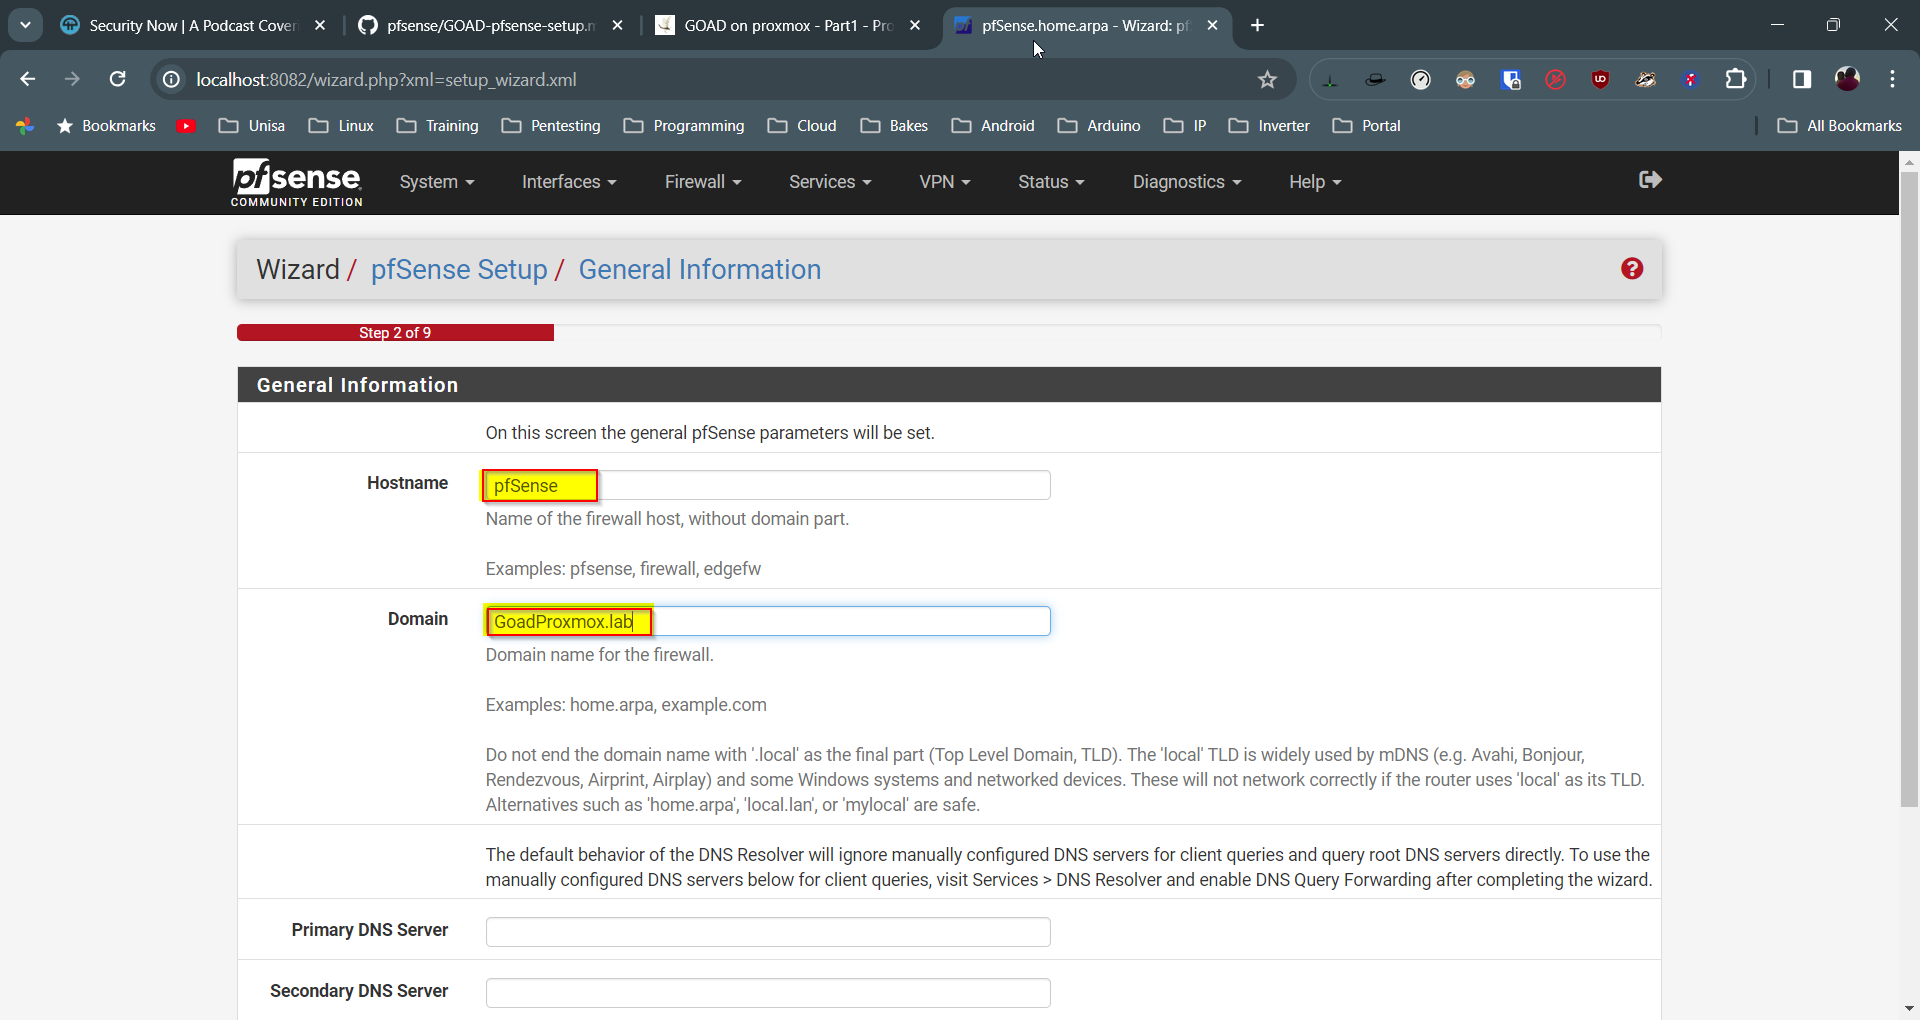 Security Now | A Podcast Cover
pfsense/GOAD-pfsense-setup.m
GOAD on proxmox - Part1 - Pro
pfSense.home.arpa - Wizard: pf
localhost:8082/wizard.php?xml=setup_wizard.xml
Bookmarks
Unisa
Linux
Training
Pentesting
Programming
Cloud
Bakes
Android
Arduino
IP
Inverter
Portal
All Bookmarks
pfsense
COMMUNITY EDITION
System
Interfaces
Firewall
Services
VPN
Status
Diagnostics
Help
Wizard / pfSense Setup / General Information
Step 2 of 9
General Information
On this screen the general pfSense parameters will be set.
Hostname
pfSense
Name of the firewall host, without domain part.
Examples: pfsense, firewall, edgefw
Domain
GoadProxmox.lab
Domain name for the firewall.
Examples: home.arpa, example.com
Do not end the domain name with '.local' as the final part (Top Level Domain, TLD). The 'local' TLD is widely used by mDNS (e.g. Avahi, Bonjour,
Rendezvous, Airprint, Airplay) and some Windows systems and networked devices. These will not network correctly if the router uses 'local' as its TLD.
Alternatives such as 'home.arpa', 'local.lan', or 'mylocal' are safe.
The default behavior of the DNS Resolver will ignore manually configured DNS servers for client queries and query root DNS servers directly. To use the
manually configured DNS servers below for client queries, visit Services > DNS Resolver and enable DNS Query Forwarding after completing the wizard.
Primary DNS Server
Secondary DNS Server